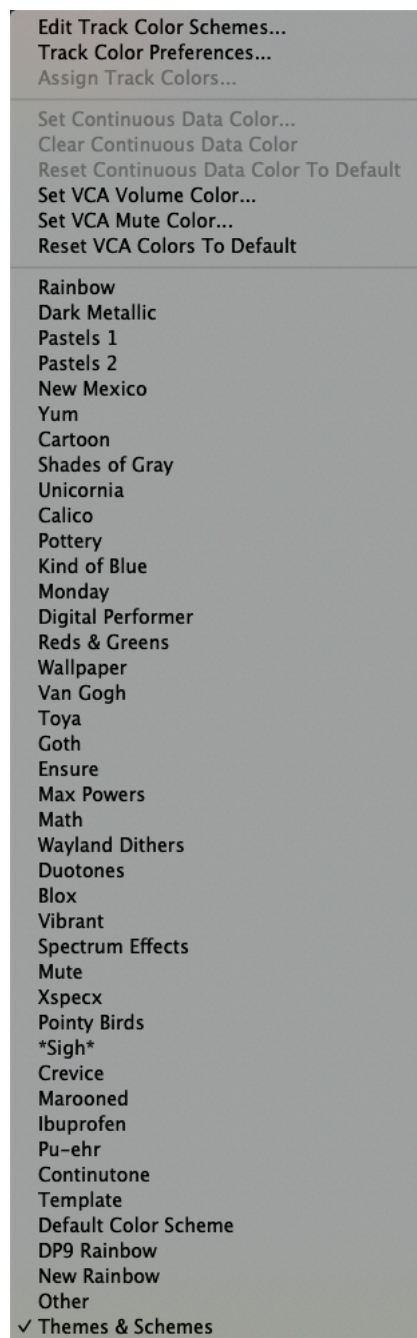 Edit Track Color Schemes...
Track Color Preferences...
Assign Track Colors...
Set Continuous Data Color...
Clear Continuous Data Color
Reset Continuous Data Color To Default
Set VCA Volume Color...
Set VCA Mute Color...
Reset VCA Colors To Default
Rainbow
Dark Metallic
Pastels 1
Pastels 2
New Mexico
Yum
Cartoon
Shades of Gray
Unicornia
Calico
Pottery
Kind of Blue
Monday
Digital Performer
Reds & Greens
Wallpaper
Van Gogh
Toya
Goth
Ensure
Max Powers
Math
Wayland Dithers
Duotones
Blox
Vibrant
Spectrum Effects
Mute
Xspecx
Pointy Birds
*Sigh*
Crevice
Marooned
Ibuprofen
Pu-ehr
Continutone
Template
Default Color Scheme
DP9 Rainbow
New Rainbow
Other
✓ Themes & Schemes